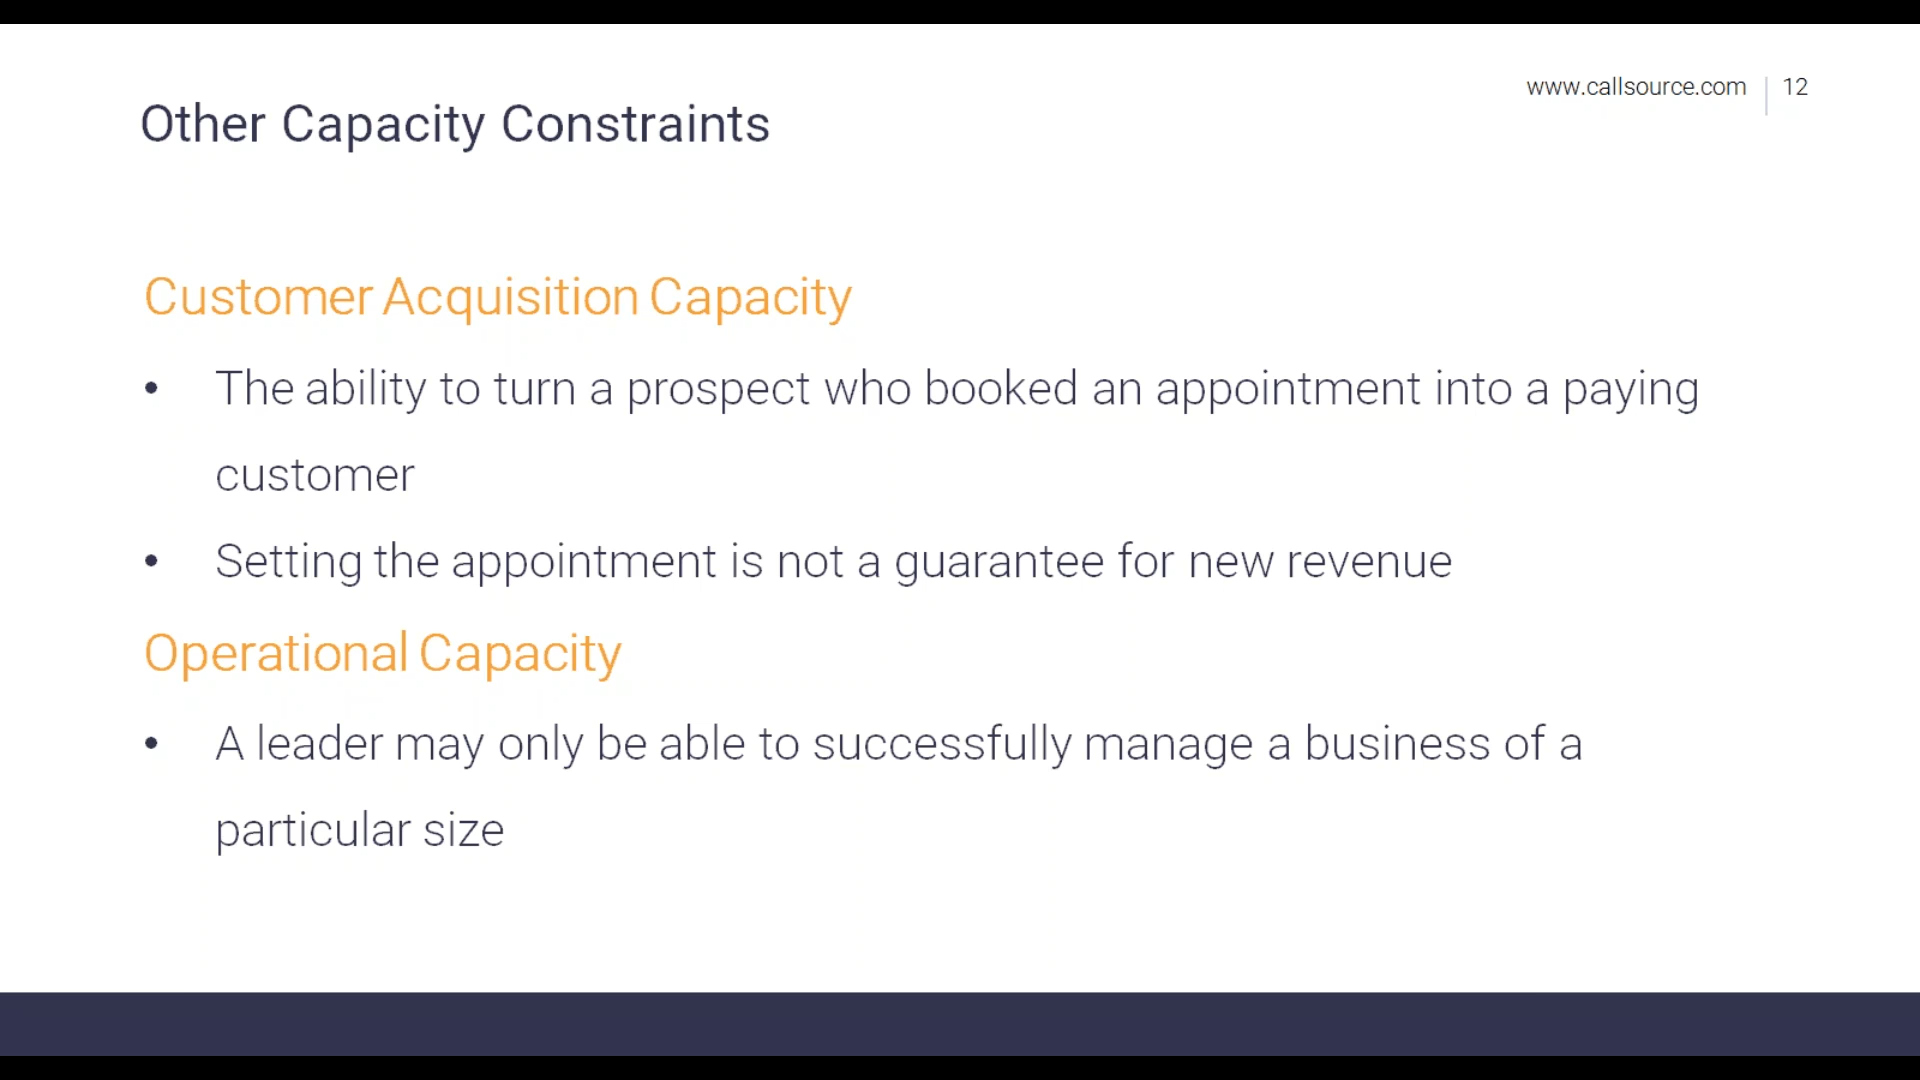 www.callsource.com | 12
Other Capacity Constraints
Customer Acquisition Capacity
• The ability to turn a prospect who booked an appointment into a paying
customer
• Setting the appointment is not a guarantee for new revenue
Operational Capacity
• A leader may only be able to successfully manage a business of a
particular size